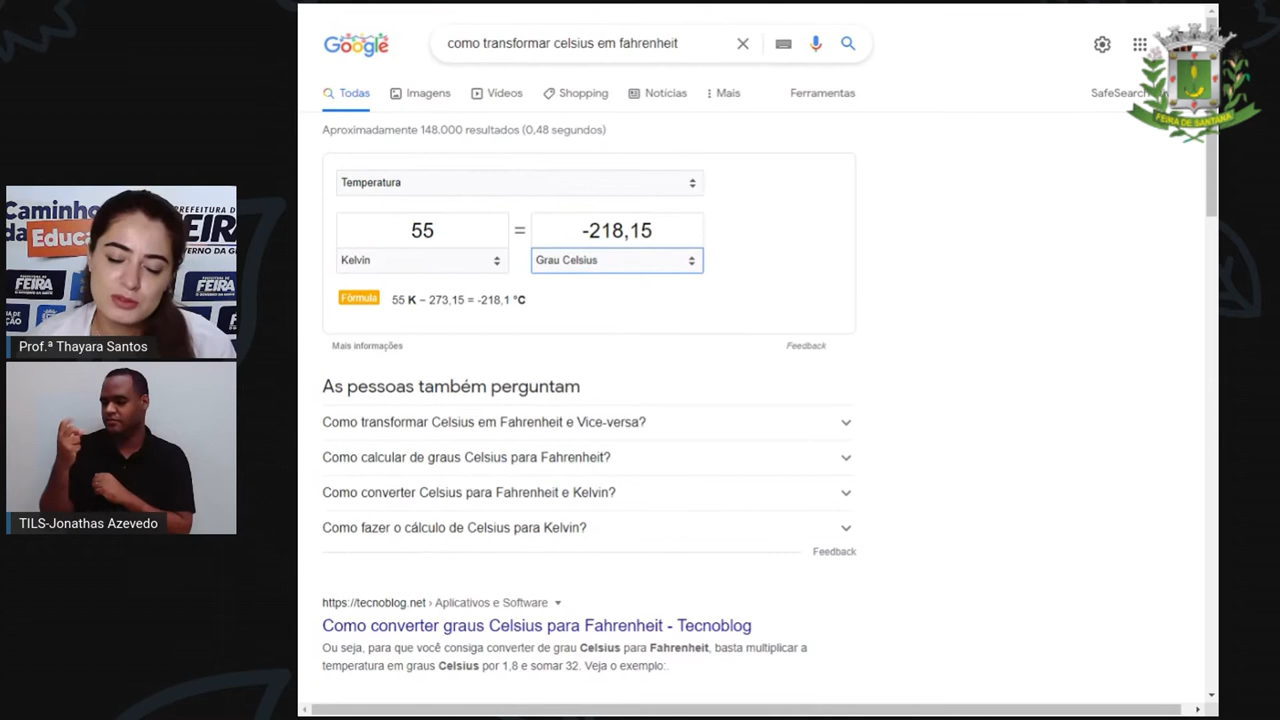 Google
como transformar celsius em fahrenheit
Todas
Imagens
Vídeos
Shopping
Notícias
Mais
Ferramentas
SafeSearch
FEIRA DE SANTANA
Aproximadamente 148.000 resultados (0,48 segundos)
Temperatura
55 = -218,15
Kelvin
Grau Celsius
Fórmula 55 K − 273,15 = -218,1 °C
Mais informações
Feedback
As pessoas também perguntam
Como transformar Celsius em Fahrenheit e Vice-versa?
Como calcular de graus Celsius para Fahrenheit?
Como converter Celsius para Fahrenheit e Kelvin?
Como fazer o cálculo de Celsius para Kelvin?
Feedback
https://tecnoblog.net › Aplicativos e Software
Como converter graus Celsius para Fahrenheit - Tecnoblog
Ou seja, para que você consiga converter de grau Celsius para Fahrenheit, basta multiplicar a
temperatura em graus Celsius por 1,8 e somar 32. Veja o exemplo:.
PREFEITURA
FEIRA
Prof.ª Thayara Santos
TILS-Jonathas Azevedo